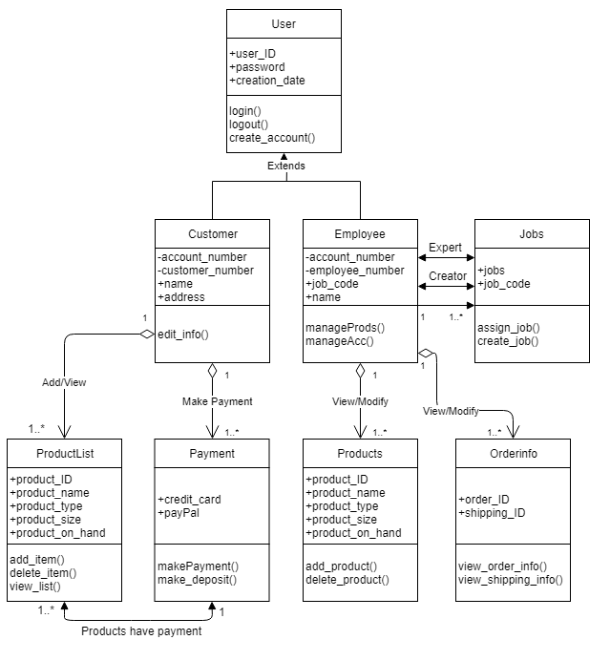 User
+user_ID
+password
+creation_date
login()
logout()
create_account()
Extends
Customer
-account_number
-customer_number
+name
+address
edit_info()
Employee
-account_number
-employee_number
+job_code
+name
manageProds()
manageAcc()
Expert
Creator
1
1..*
Jobs
+jobs
+job_code
assign_job()
create_job()
1
Add/View
1..*
1
Make Payment
1..*
1
View/Modify
1..*
1
View/Modify
1..*
ProductList
+product_ID
+product_name
+product_type
+product_size
+product_on_hand
add_item()
delete_item()
view_list()
Payment
+credit_card
+payPal
makePayment()
make_deposit()
Products
+product_ID
+product_name
+product_type
+product_size
+product_on_hand
add_product()
delete_product()
Orderinfo
+order_ID
+shipping_ID
view_order_info()
view_shipping_info()
1..*
1
Products have payment